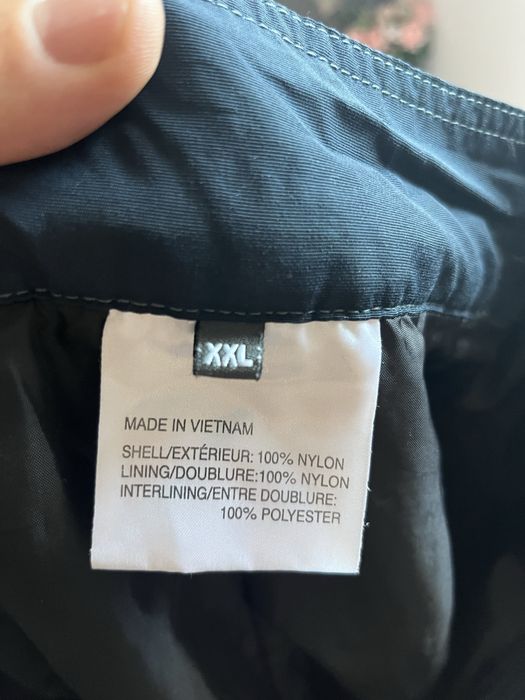 XXL
MADE IN VIETNAM
SHELL/EXTÉRIEUR: 100% NYLON
LINING/DOUBLURE:100% NYLON
INTERLINING/ENTRE DOUBLURE:
100% POLYESTER